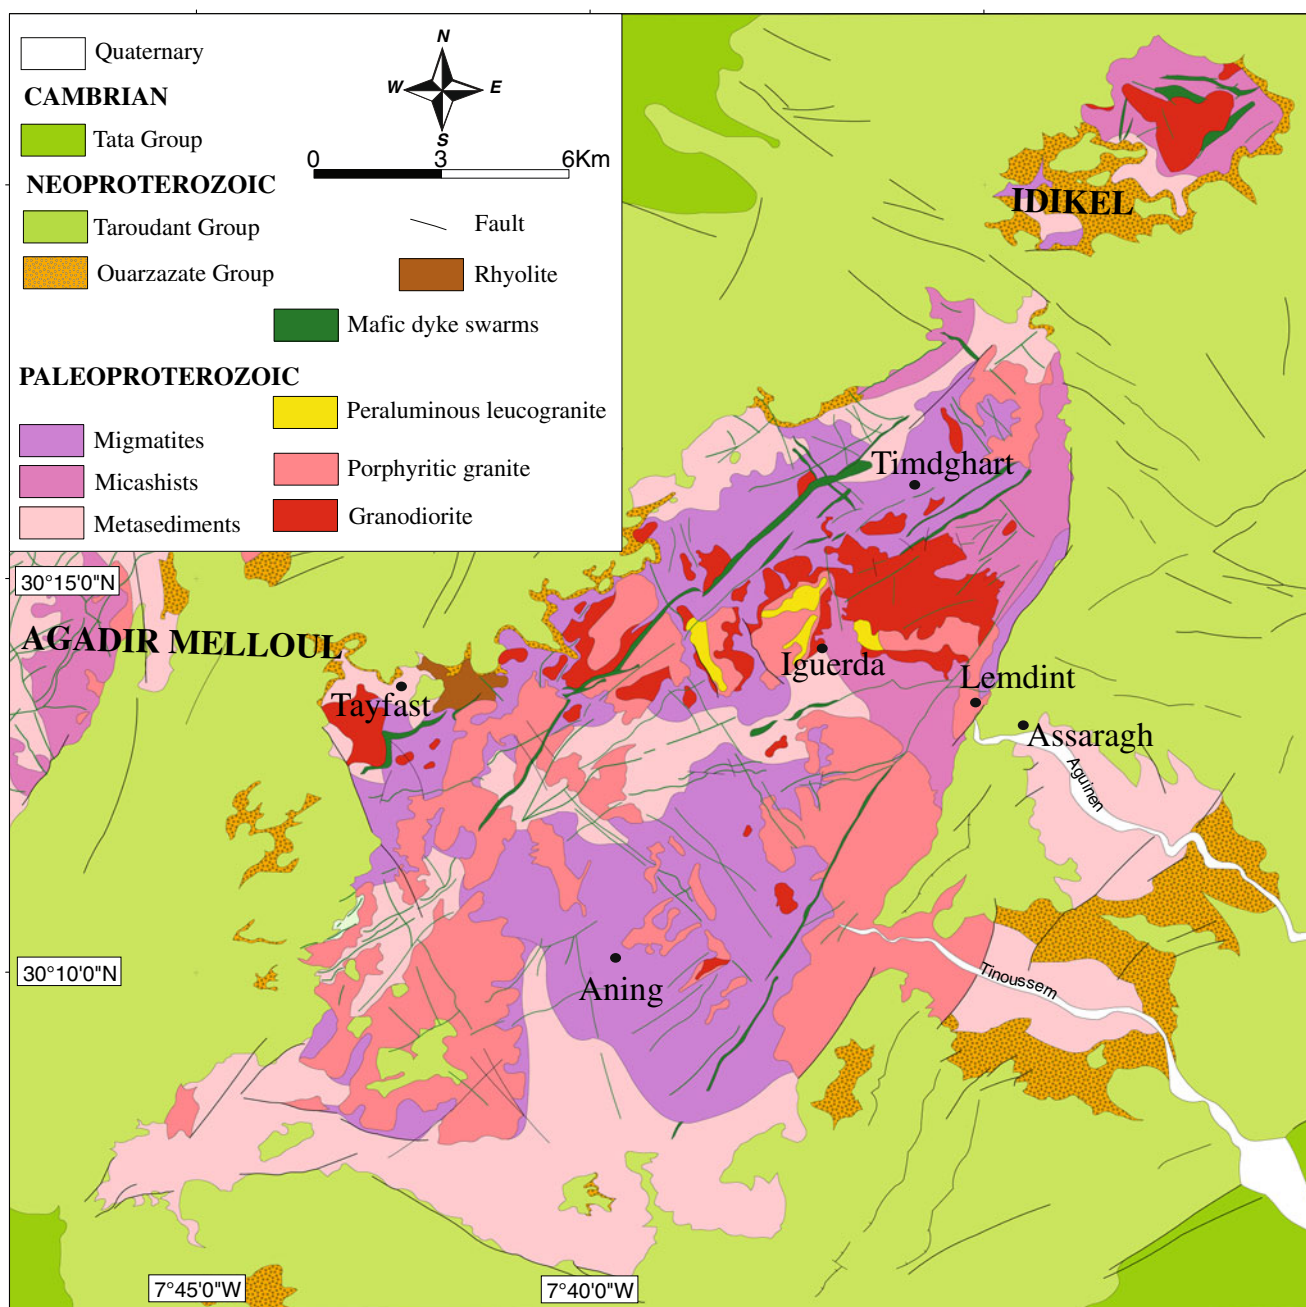 Quaternary
CAMBRIAN
Tata Group
NEOPROTEROZOIC
Taroudant Group
Ouarzazate Group
N
W E
S
0 3 6Km
Fault
Rhyolite
Mafic dyke swarms
PALEOPROTEROZOIC
Peraluminous leucogranite
Migmatites
Porphyritic granite
Micashists
Granodiorite
Metasediments
IDIKEL
Timdghart
30°15'0"N
AGADIR MELLOUL
Iguerda
Tayfast
Lemdint
Assaragh
Aguinen
30°10'0"N
Aning
Tinoussem
7°45'0"W
7°40'0"W